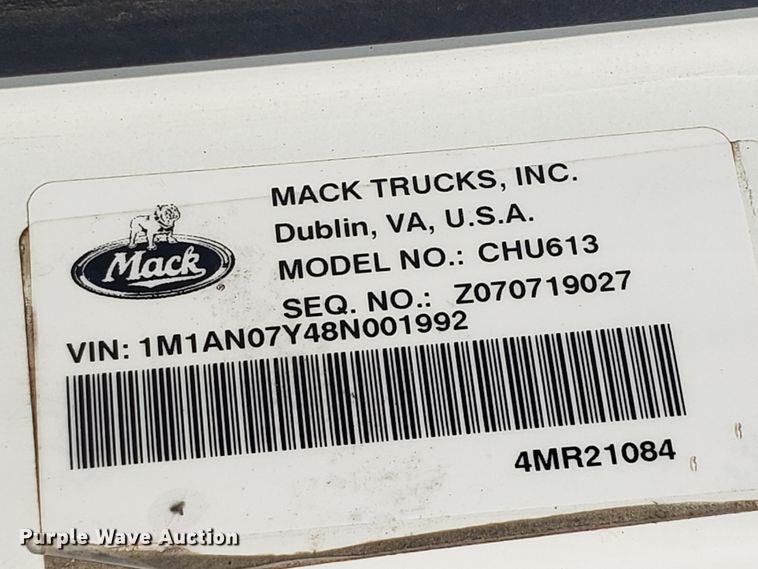 MACK TRUCKS, INC.
Dublin, VA, U.S.A.
Mack ®
MODEL NO.: CHU613
SEQ. NO.: Z070719027
VIN: 1M1AN07Y48N001992
4MR21084
Purple Wave Auction